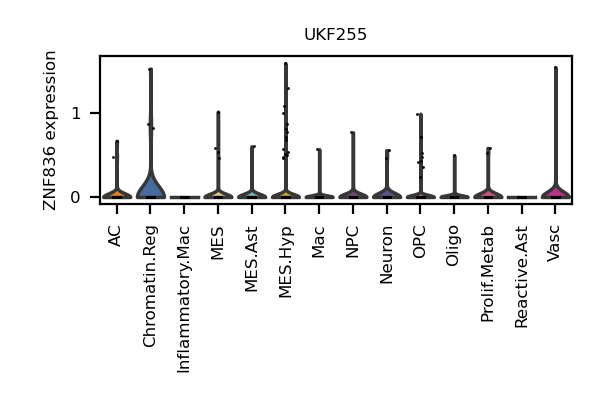 UKF255
ZNF836 expression
1
0
AC
Chromatin.Reg
Inflammatory.Mac
MES
MES.Ast
MES.Hyp
Mac
NPC
Neuron
OPC
Oligo
Prolif.Metab
Reactive.Ast
Vasc